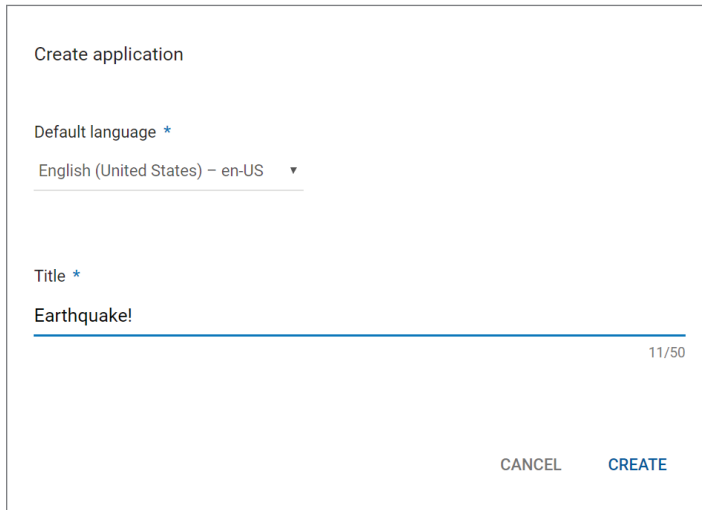 Create application
Default language *
English (United States) – en-US ▼
Title *
Earthquake!
11/50
CANCEL CREATE